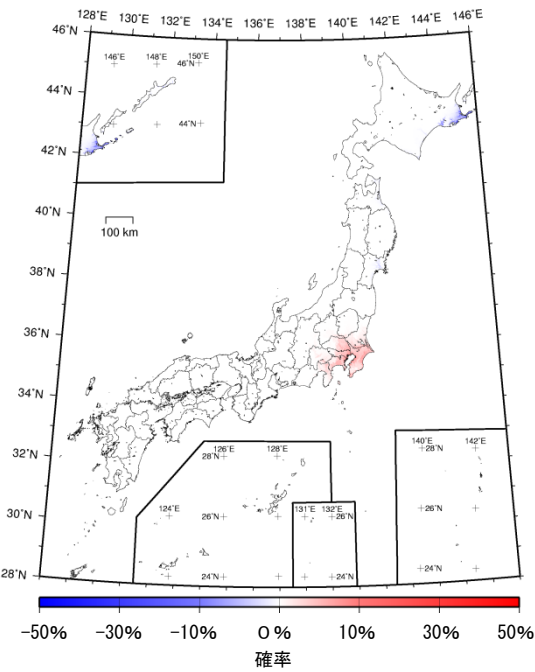 128°E 130°E 132°E 134°E 136°E 138°E 140°E 142°E 144°E 146°E
46°N
44°N
42°N
40°N
38°N
36°N
34°N
32°N
30°N
28°N
146°E 148°E 150°E
46°N
44°N
100 km
126°E 128°E
28°N
124°E
26°N
24°N
131°E 132°E
26°N
24°N
140°E 142°E
28°N
26°N
24°N
-50% -30% -10% 0% 10% 30% 50%
確率